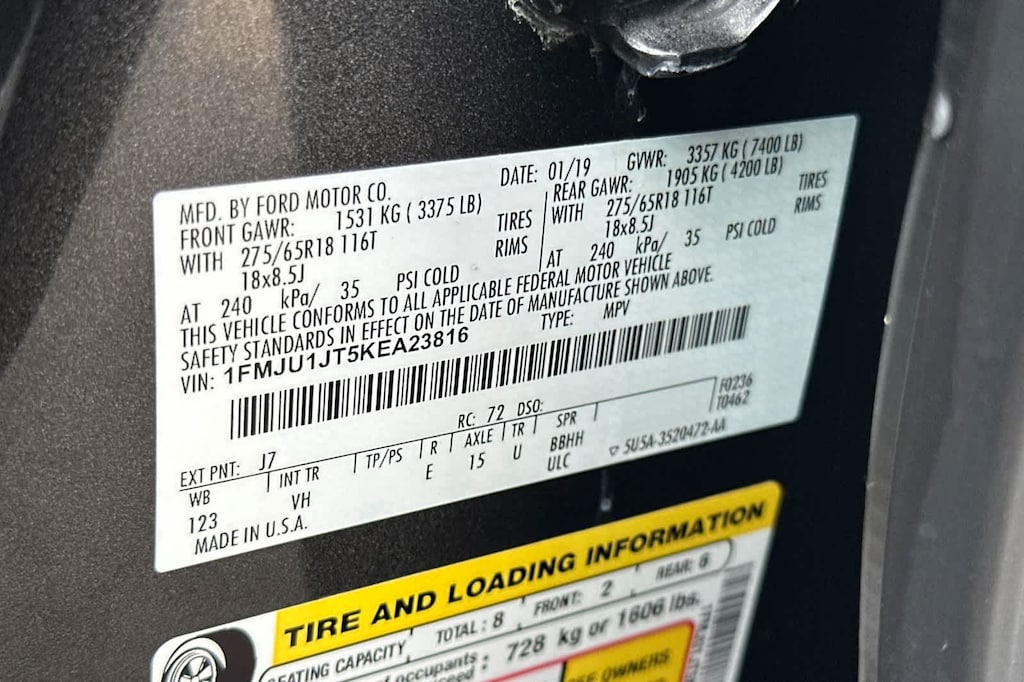 MFD. BY FORD MOTOR CO. DATE: 01/19 GVWR: 3357 KG ( 7400 LB)
FRONT GAWR: 1531 KG ( 3375 LB) REAR GAWR: 1905 KG ( 4200 LB)
WITH 275/65R18 116T TIRES WITH 275/65R18 116T TIRES
18x8.5J RIMS 18x8.5J RIMS
AT 240 kPa/ 35 PSI COLD AT 240 kPa/ 35 PSI COLD
THIS VEHICLE CONFORMS TO ALL APPLICABLE FEDERAL MOTOR VEHICLE
SAFETY STANDARDS IN EFFECT ON THE DATE OF MANUFACTURE SHOWN ABOVE.
VIN: 1FMJU1JT5KEA23816 TYPE: MPV
F0236
T0462
EXT PNT: J7 RC: 72 DSO:
WB INT TR TP/PS R AXLE TR SPR
123 VH E 15 U BBHH
ULC
MADE IN U.S.A. 5U5A-3520472-AA
TIRE AND LOADING INFORMATION
SEATING CAPACITY TOTAL: 8 FRONT: 2 REAR: 6
occupants : 728 kg or 1606 lbs.
OWNERS